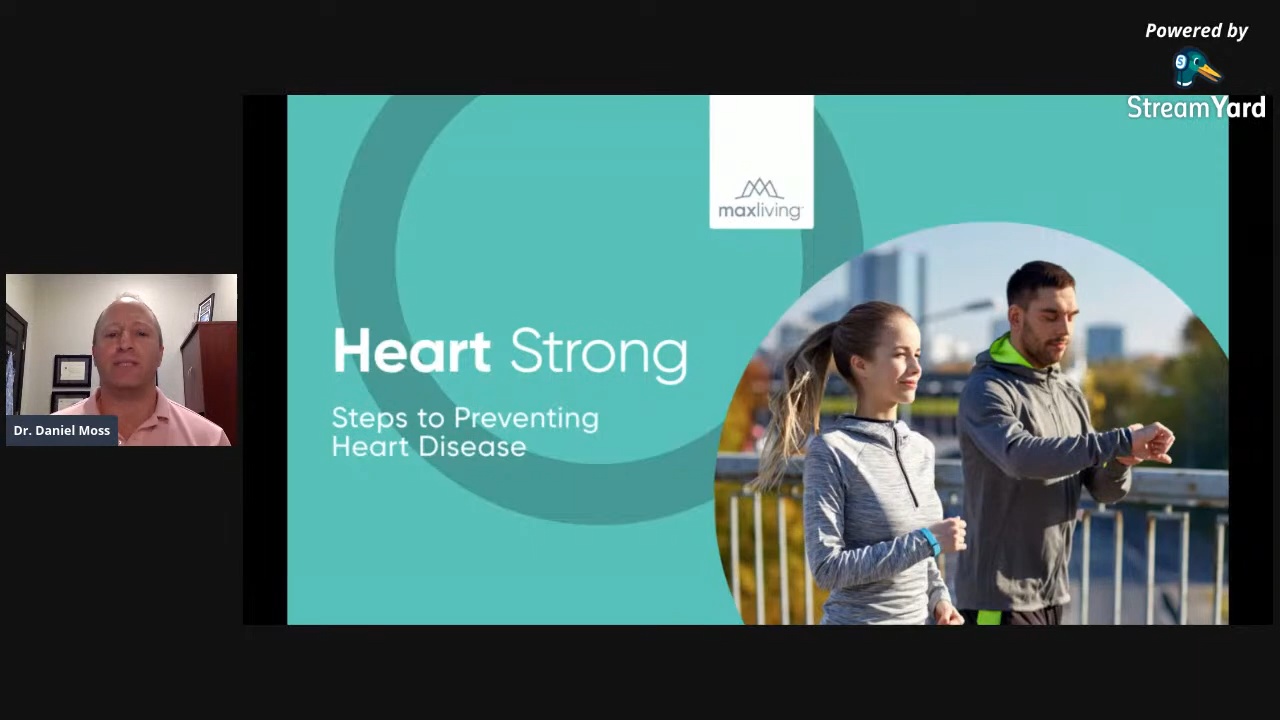 Powered by
StreamYard
maxliving
Heart Strong
Steps to Preventing
Heart Disease
Dr. Daniel Moss